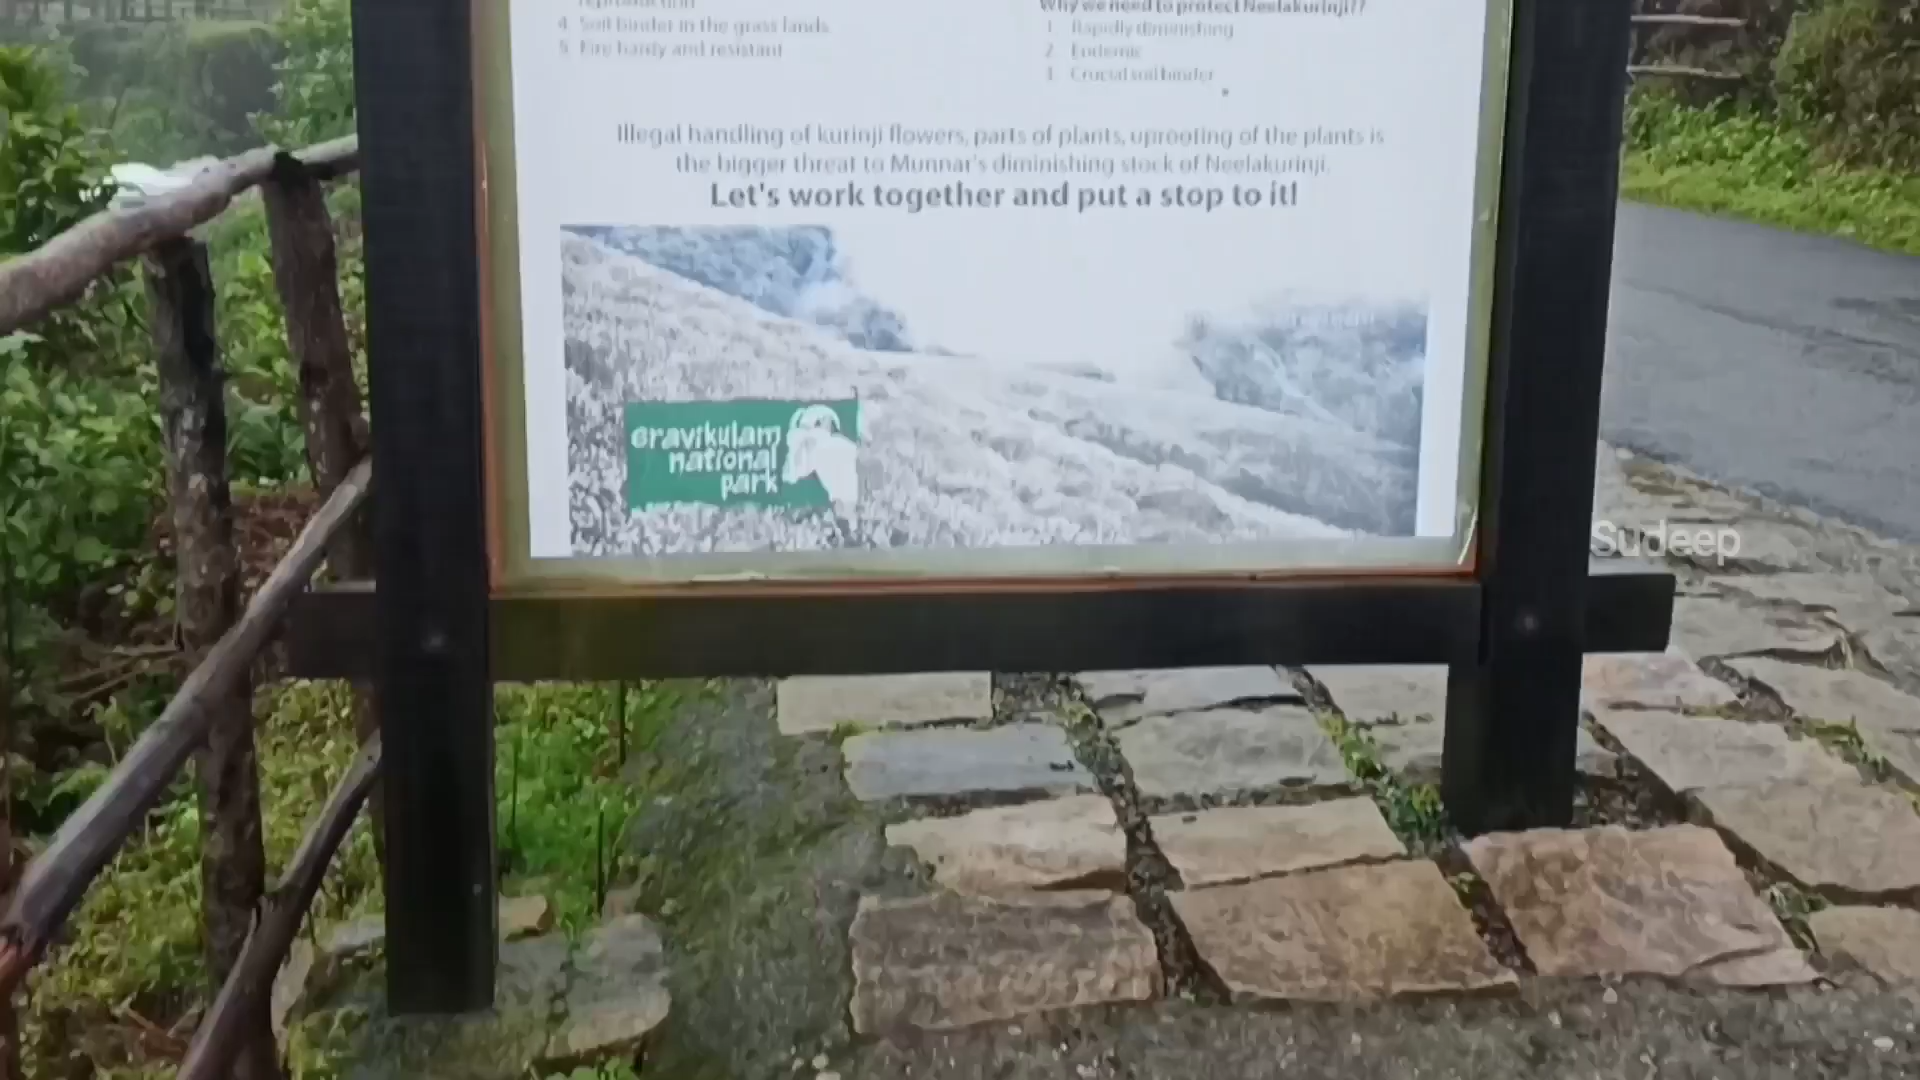 reproduction
4. Soil binder in the grass lands
5. Fire hardy and resistant
Why we need to protect Neelakurinji??
1. Rapidly diminishing
2. Endemic
3. Crucial soil binder
Illegal handling of kurinji flowers, parts of plants, uprooting of the plants is
the bigger threat to Munnar's diminishing stock of Neelakurinji.
Let's work together and put a stop to it!
eravikulam
national
park
Sudeep